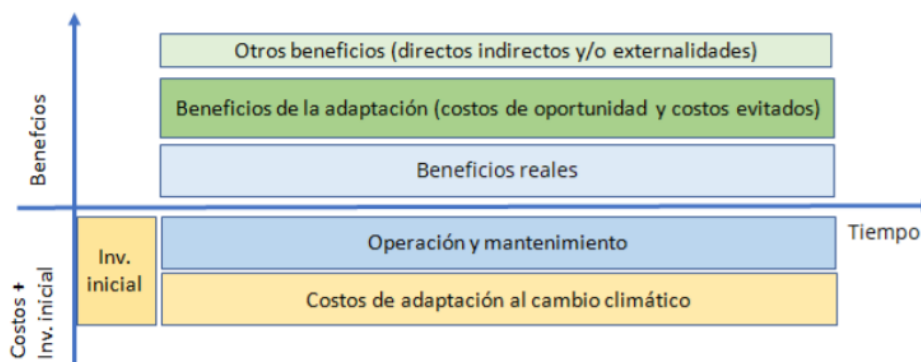 Otros beneficios (directos indirectos y/o externalidades)
Beneficios de la adaptación (costos de oportunidad y costos evitados)
Beneficios reales
Benefcios
Tiempo
Inv.
inicial
Operación y mantenimiento
Costos de adaptación al cambio climático
Costos +
Inv. inicial